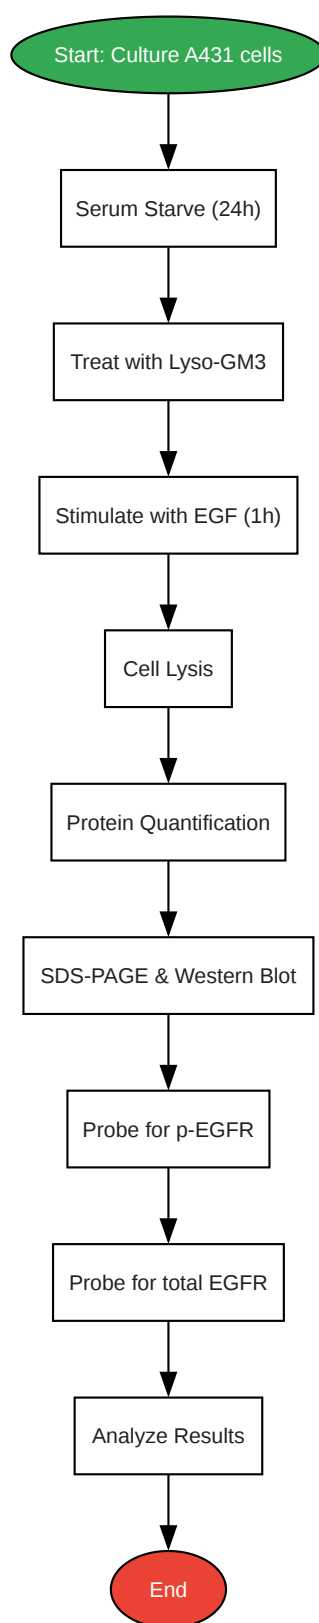 Start: Culture A431 cells
Serum Starve (24h)
Treat with Lyso-GM3
Stimulate with EGF (1h)
Cell Lysis
Protein Quantification
SDS-PAGE & Western Blot
Probe for p-EGFR
Probe for total EGFR
Analyze Results
End